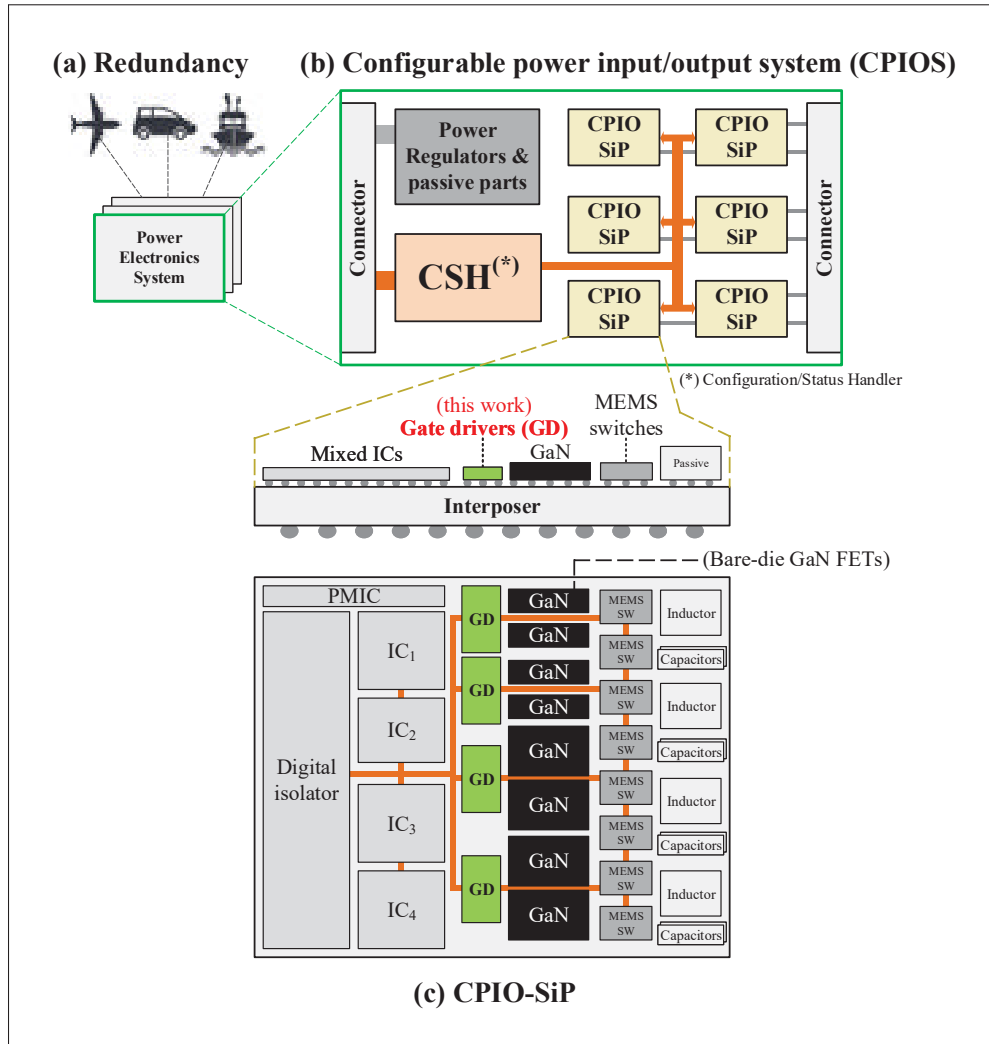 (a) Redundancy
(b) Configurable power input/output system (CPIOS)
Power
Electronics
System
Connector
Power
Regulators &
passive parts
CSH(*)
CPIO
SiP
CPIO
SiP
CPIO
SiP
CPIO
SiP
CPIO
SiP
CPIO
SiP
Connector
(*) Configuration/Status Handler
(this work)
Gate drivers (GD)
MEMS
switches
Mixed ICs
GaN
Passive
Interposer
(Bare-die GaN FETs)
PMIC
Digital
isolator
IC1
IC2
IC3
IC4
GD
GD
GD
GD
GaN
GaN
GaN
GaN
GaN
GaN
GaN
GaN
MEMS
SW
MEMS
SW
MEMS
SW
MEMS
SW
MEMS
SW
MEMS
SW
MEMS
SW
MEMS
SW
Inductor
Capacitors
Inductor
Capacitors
Inductor
Capacitors
Inductor
Capacitors
(c) CPIO-SiP